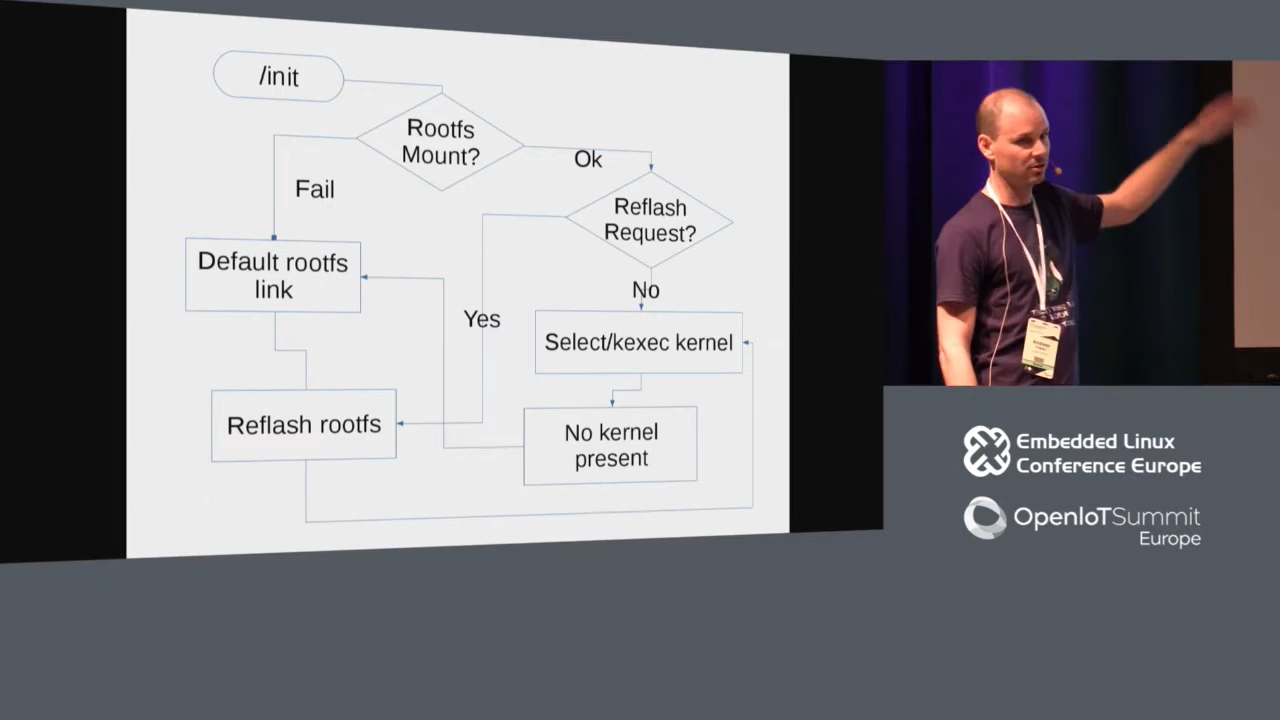 /init
Rootfs
Mount?
Ok
Fail
Reflash
Request?
Default rootfs
link
No
Yes
Select/kexec kernel
Reflash rootfs
No kernel
present
Embedded Linux
Conference Europe
OpenIoTSummit
Europe